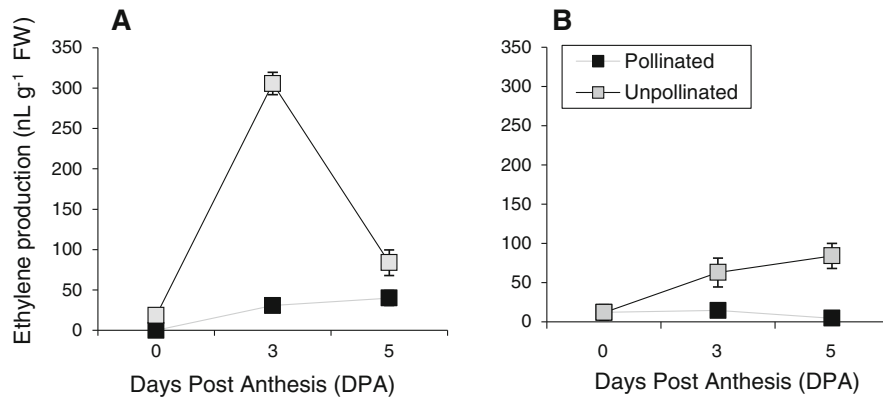 A
Ethylene production (nL g⁻¹ FW)
350
300
250
200
150
100
50
0
0 3 5
Days Post Anthesis (DPA)
B
Pollinated
Unpollinated
350
300
250
200
150
100
50
0
0 3 5
Days Post Anthesis (DPA)